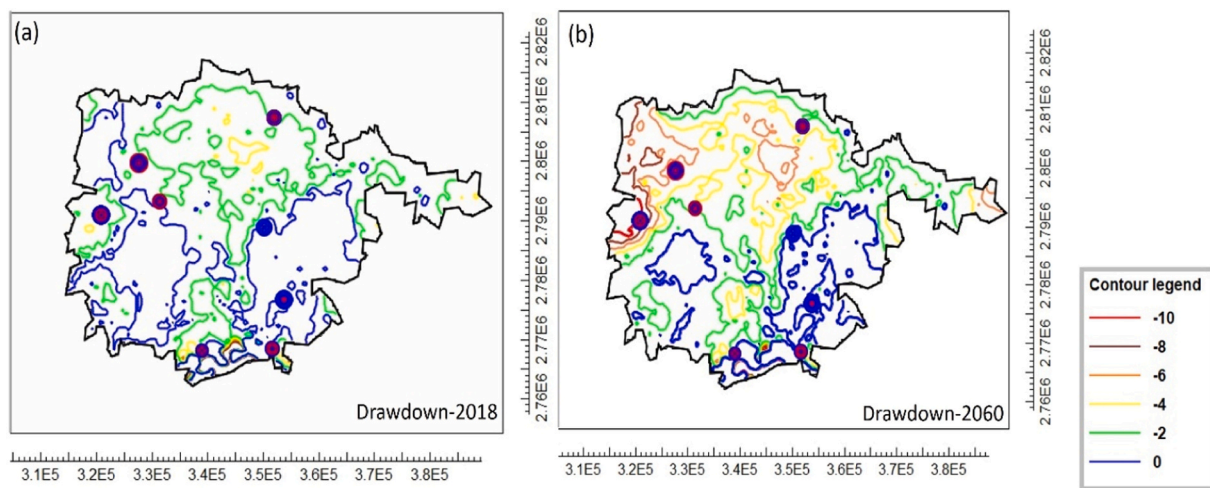 (a)
Drawdown-2018
2.82E6
2.81E6
2.8E6
2.79E6
2.78E6
2.77E6
2.76E6
3.1E5 3.2E5 3.3E5 3.4E5 3.5E5 3.6E5 3.7E5 3.8E5
(b)
Drawdown-2060
2.82E6
2.81E6
2.88E6
2.79E6
2.78E6
2.77E6
2.76E6
3.1E5 3.2E5 3.3E5 3.4E5 3.5E5 3.6E5 3.7E5 3.8E5
Contour legend
-10
-8
-6
-4
-2
0